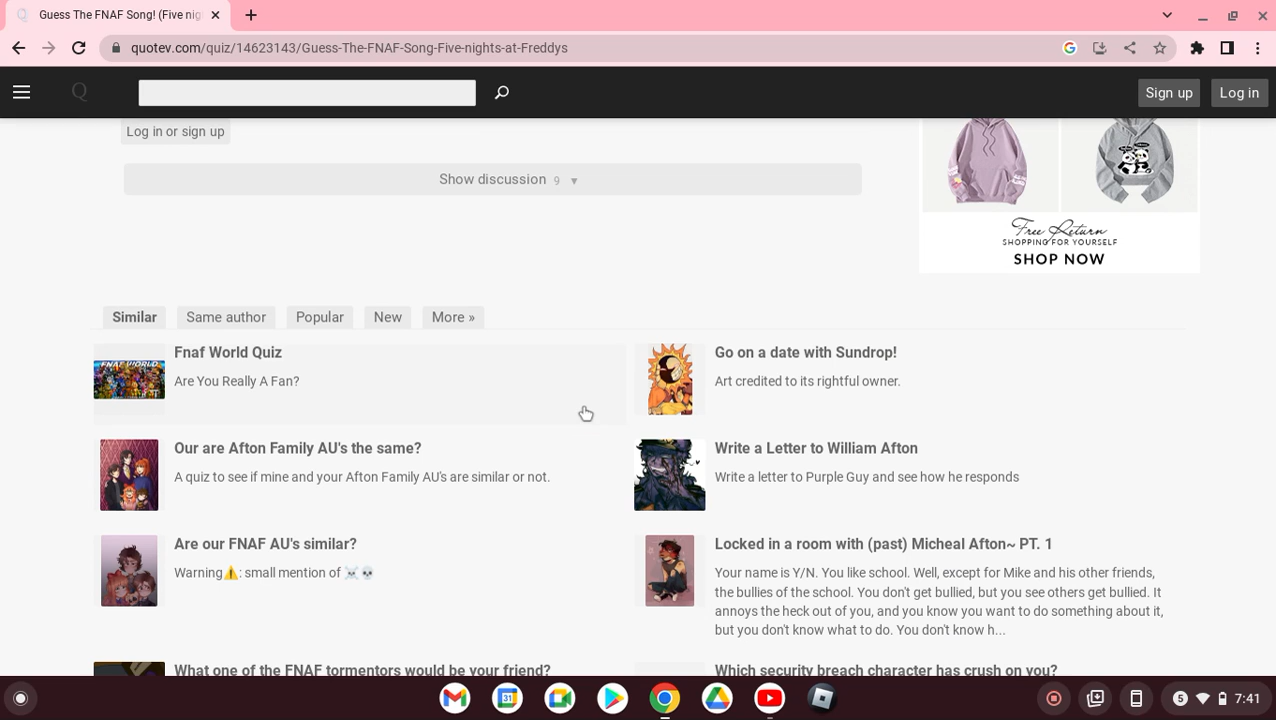 Guess The FNAF Song! (Five nig
quotev.com/quiz/14623143/Guess-The-FNAF-Song-Five-nights-at-Freddys
Q
Sign up
Log in
Log in or sign up
Show discussion 9 ▼
Free Return
SHOPPING FOR YOURSELF
SHOP NOW
Similar
Same author
Popular
New
More »
Fnaf World Quiz
Are You Really A Fan?
Go on a date with Sundrop!
Art credited to its rightful owner.
Our are Afton Family AU's the same?
A quiz to see if mine and your Afton Family AU's are similar or not.
Write a Letter to William Afton
Write a letter to Purple Guy and see how he responds
Are our FNAF AU's similar?
Warning⚠️: small mention of ☠️💀
Locked in a room with (past) Micheal Afton~ PT. 1
Your name is Y/N. You like school. Well, except for Mike and his other friends,
the bullies of the school. You don't get bullied, but you see others get bullied. It
annoys the heck out of you, and you know you want to do something about it,
but you don't know what to do. You don't know h...
What one of the FNAF tormentors would be your friend?
Which security breach character has crush on you?
31
5
7:41